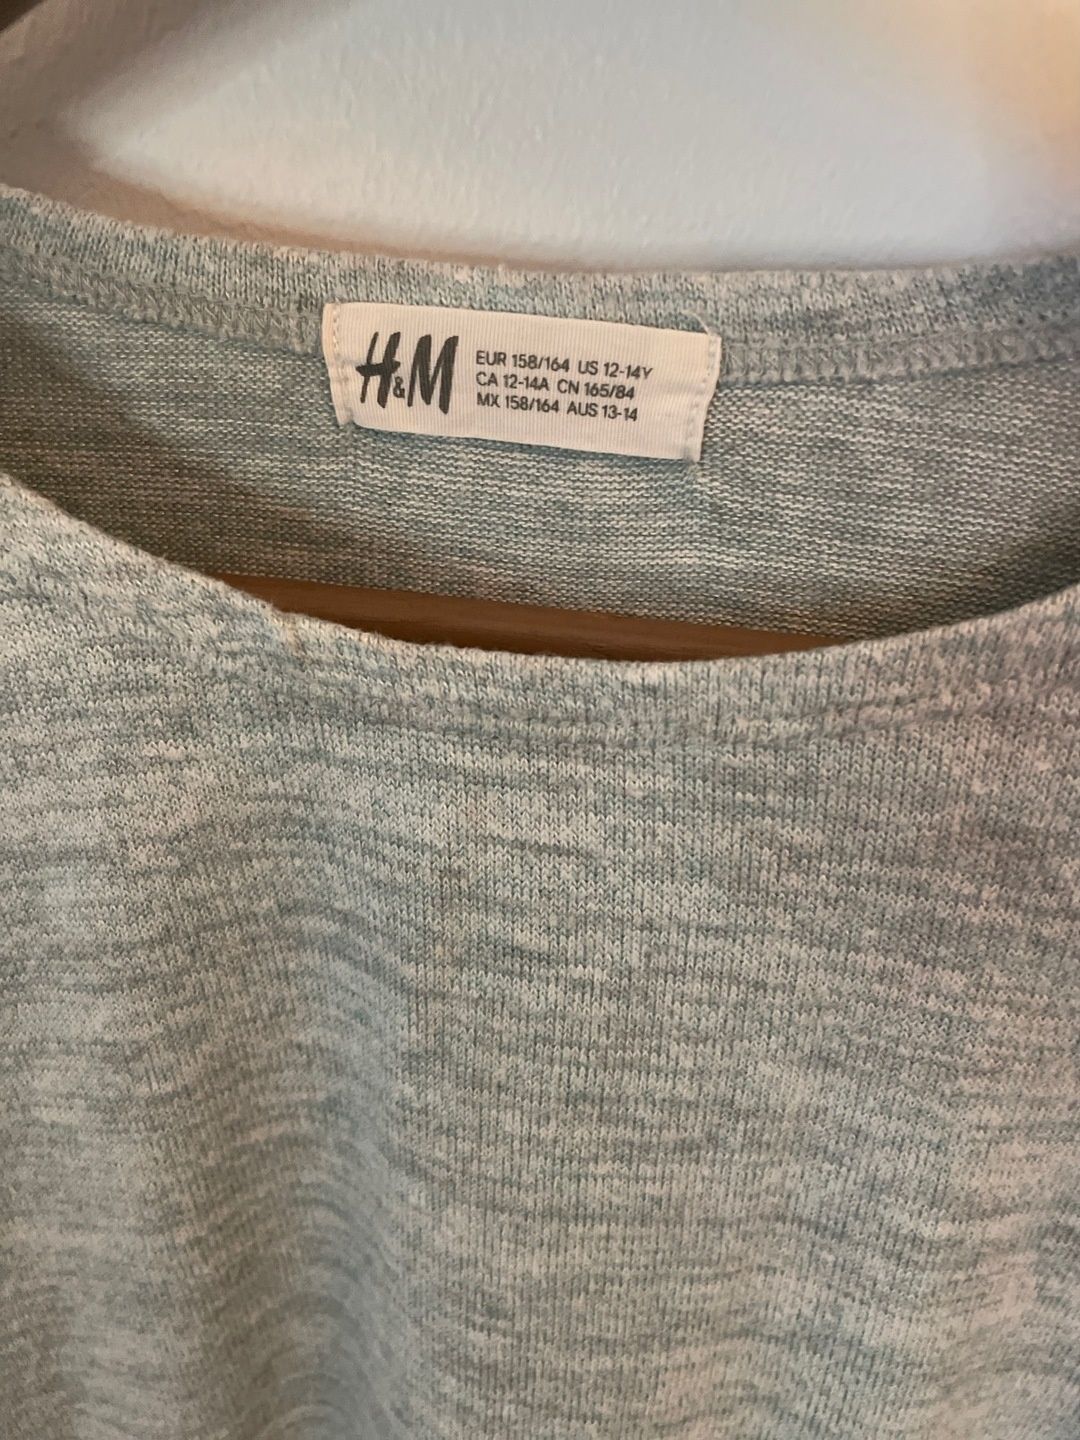 H&M
EUR 158/164 US 12-14Y
CA 12-14A CN 165/84
MX 158/164 AUS 13-14